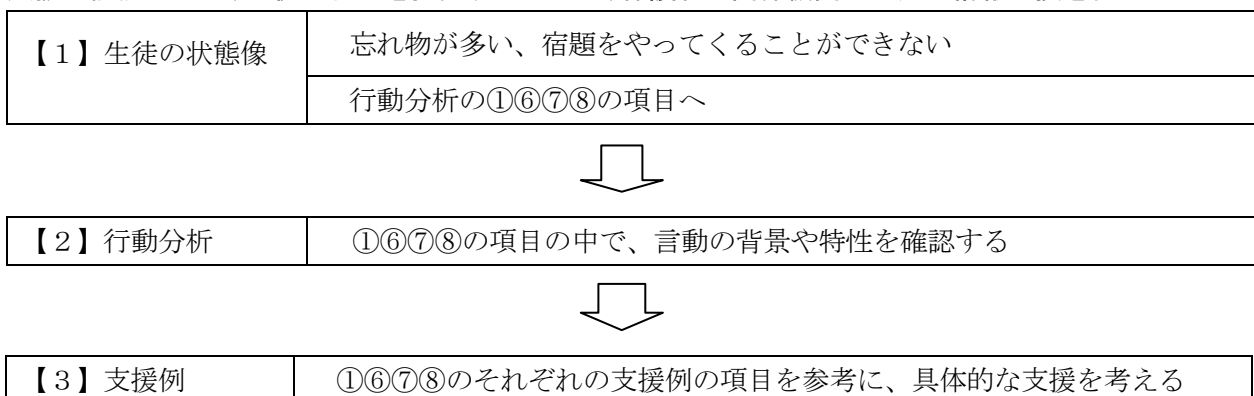 【１】生徒の状態像
忘れ物が多い、宿題をやってくることができない
行動分析の①⑥⑦⑧の項目へ
【２】行動分析
①⑥⑦⑧の項目の中で、言動の背景や特性を確認する
【３】支援例
①⑥⑦⑧のそれぞれの支援例の項目を参考に、具体的な支援を考える